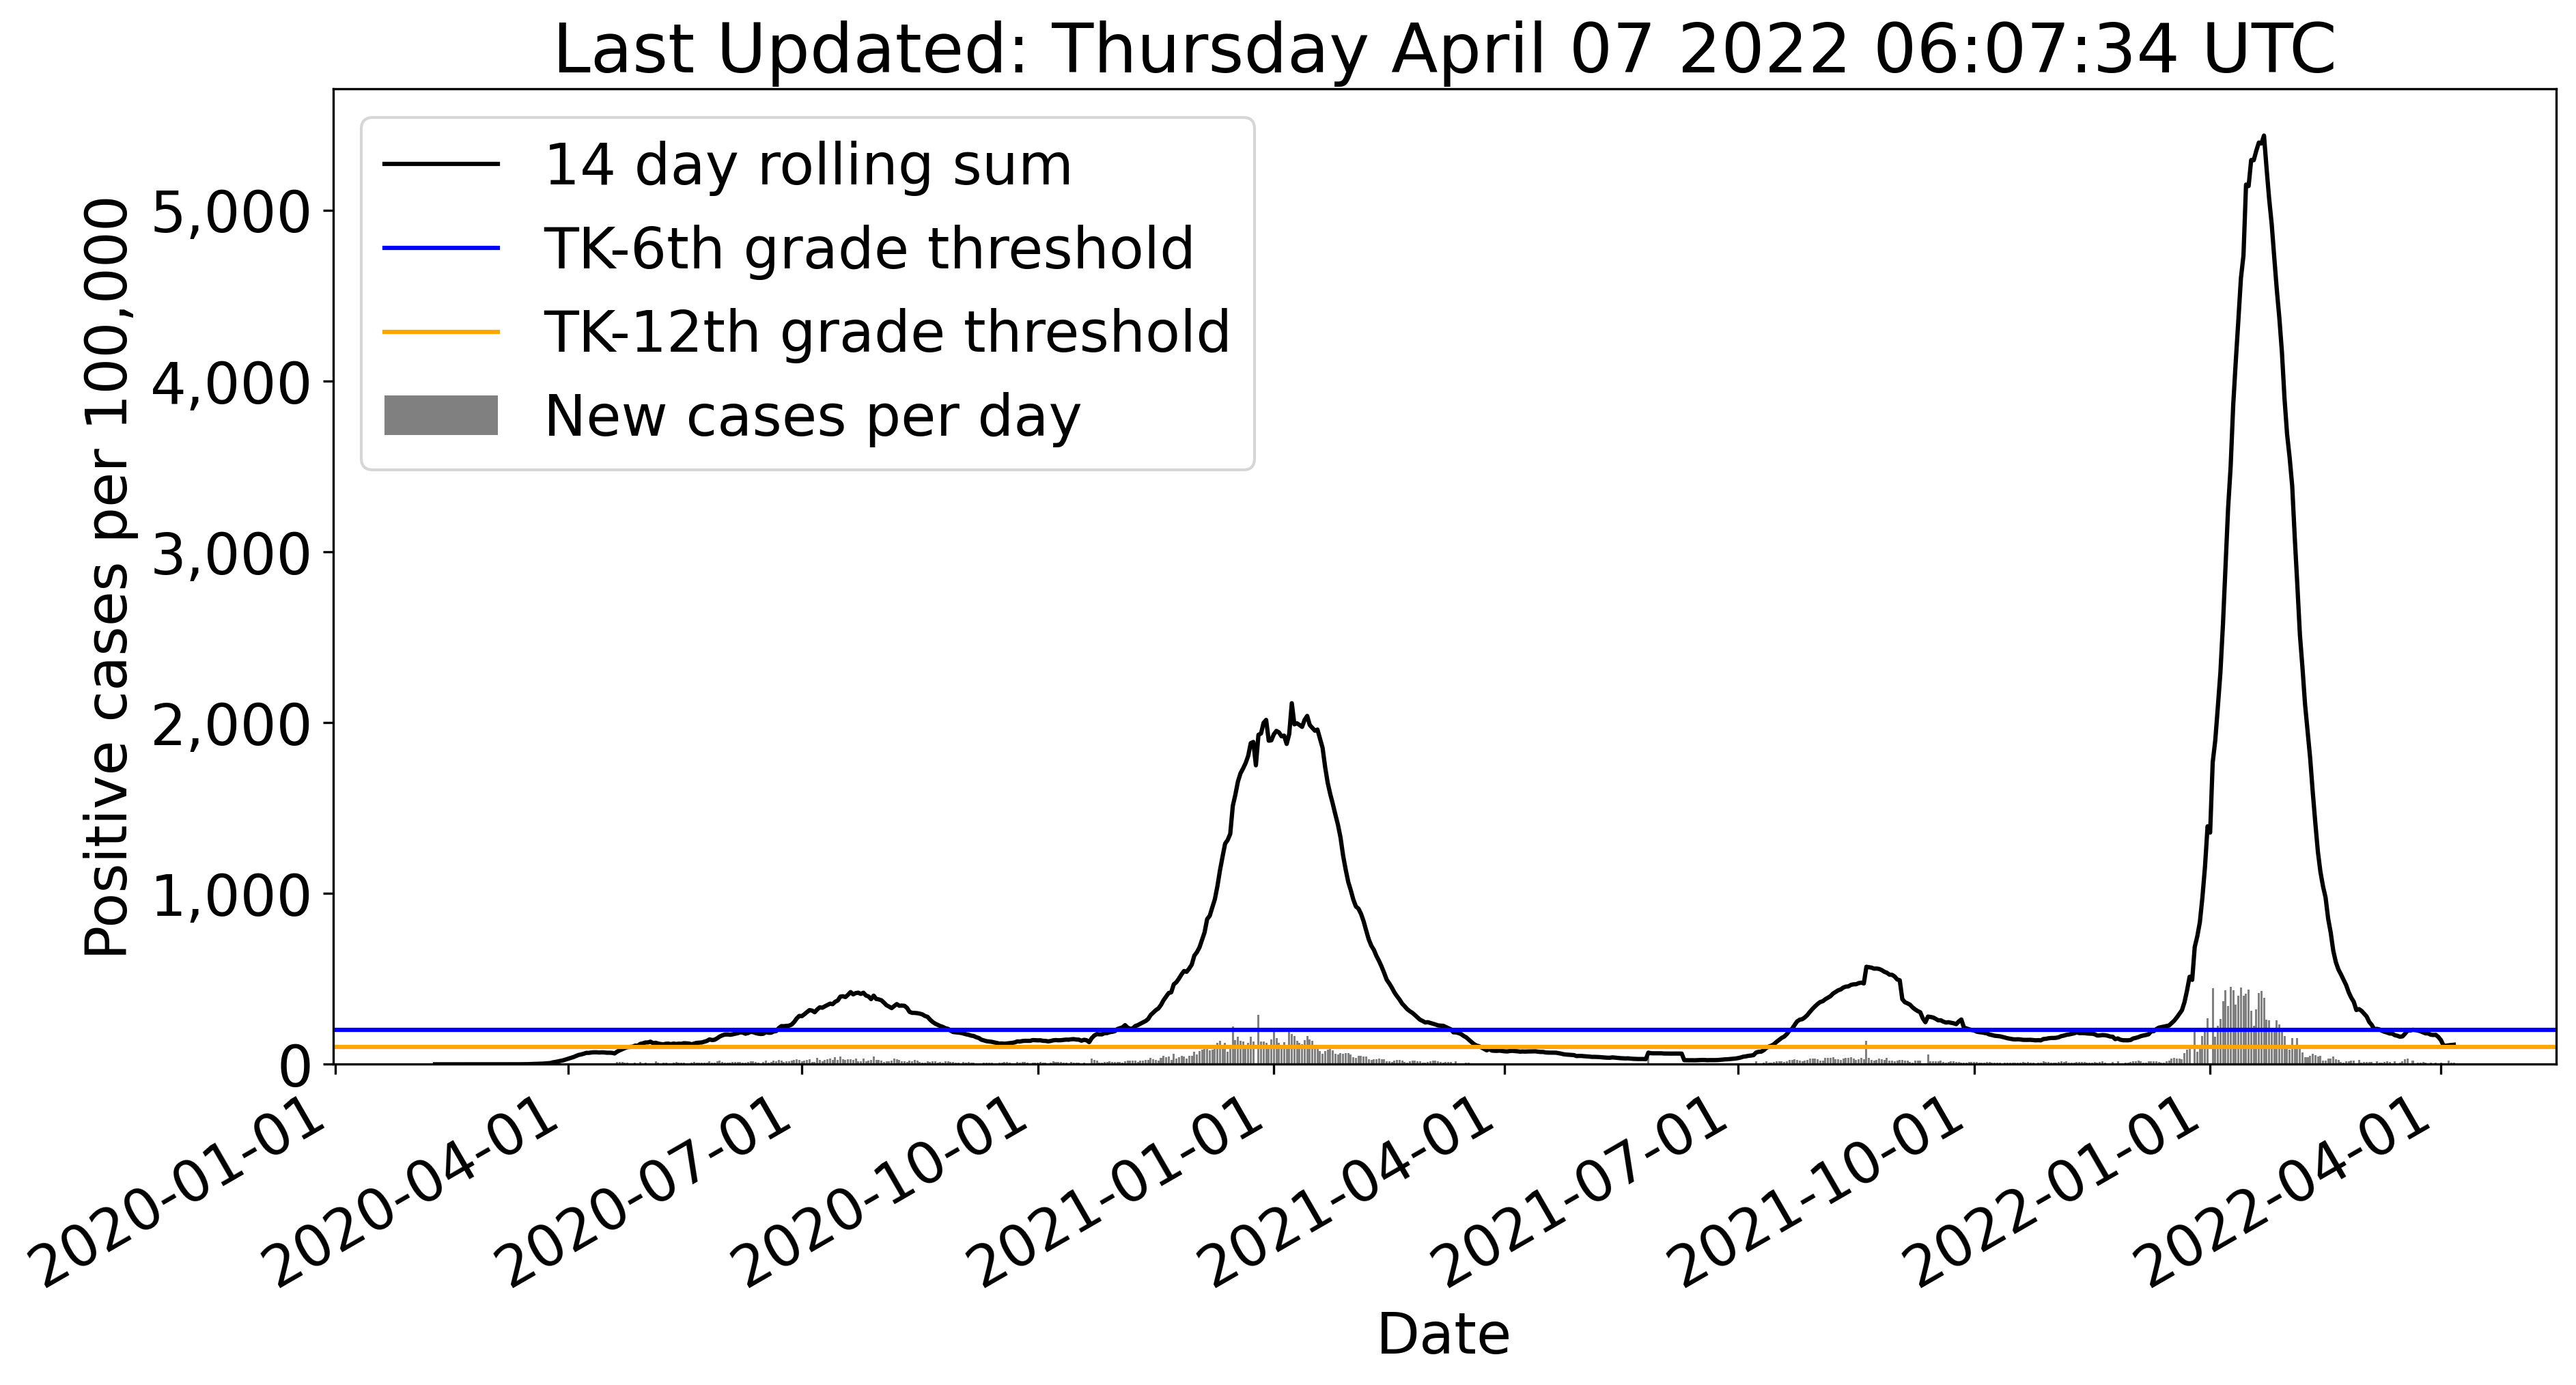 Last Updated: Thursday April 07 2022 06:07:34 UTC
14 day rolling sum
TK-6th grade threshold
TK-12th grade threshold
New cases per day
Positive cases per 100,000
5,000
4,000
3,000
2,000
1,000
0
2020-01-01
2020-04-01
2020-07-01
2020-10-01
2021-01-01
2021-04-01
2021-07-01
2021-10-01
2022-01-01
2022-04-01
Date